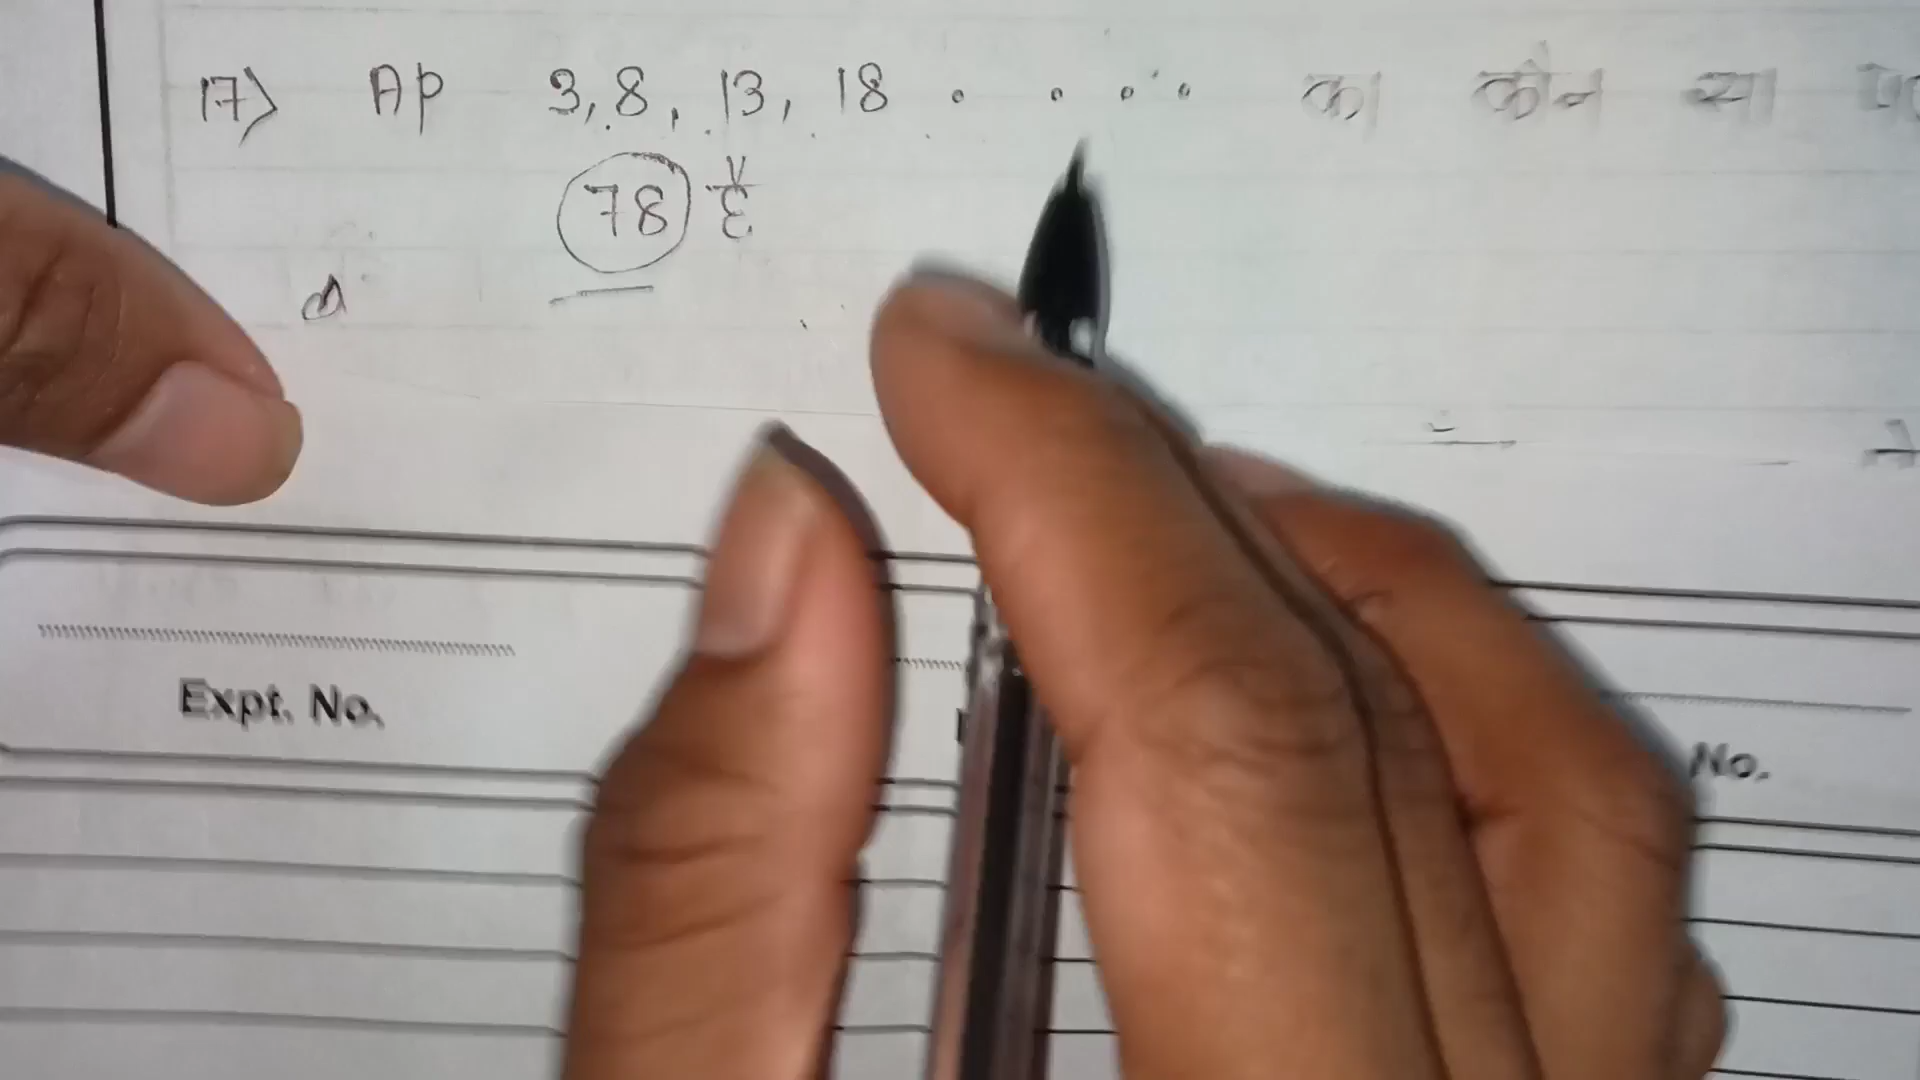 17> AP 3, 8, 13, 18 . . . . का कौन सा
78 है
d
Expt. No.
No.